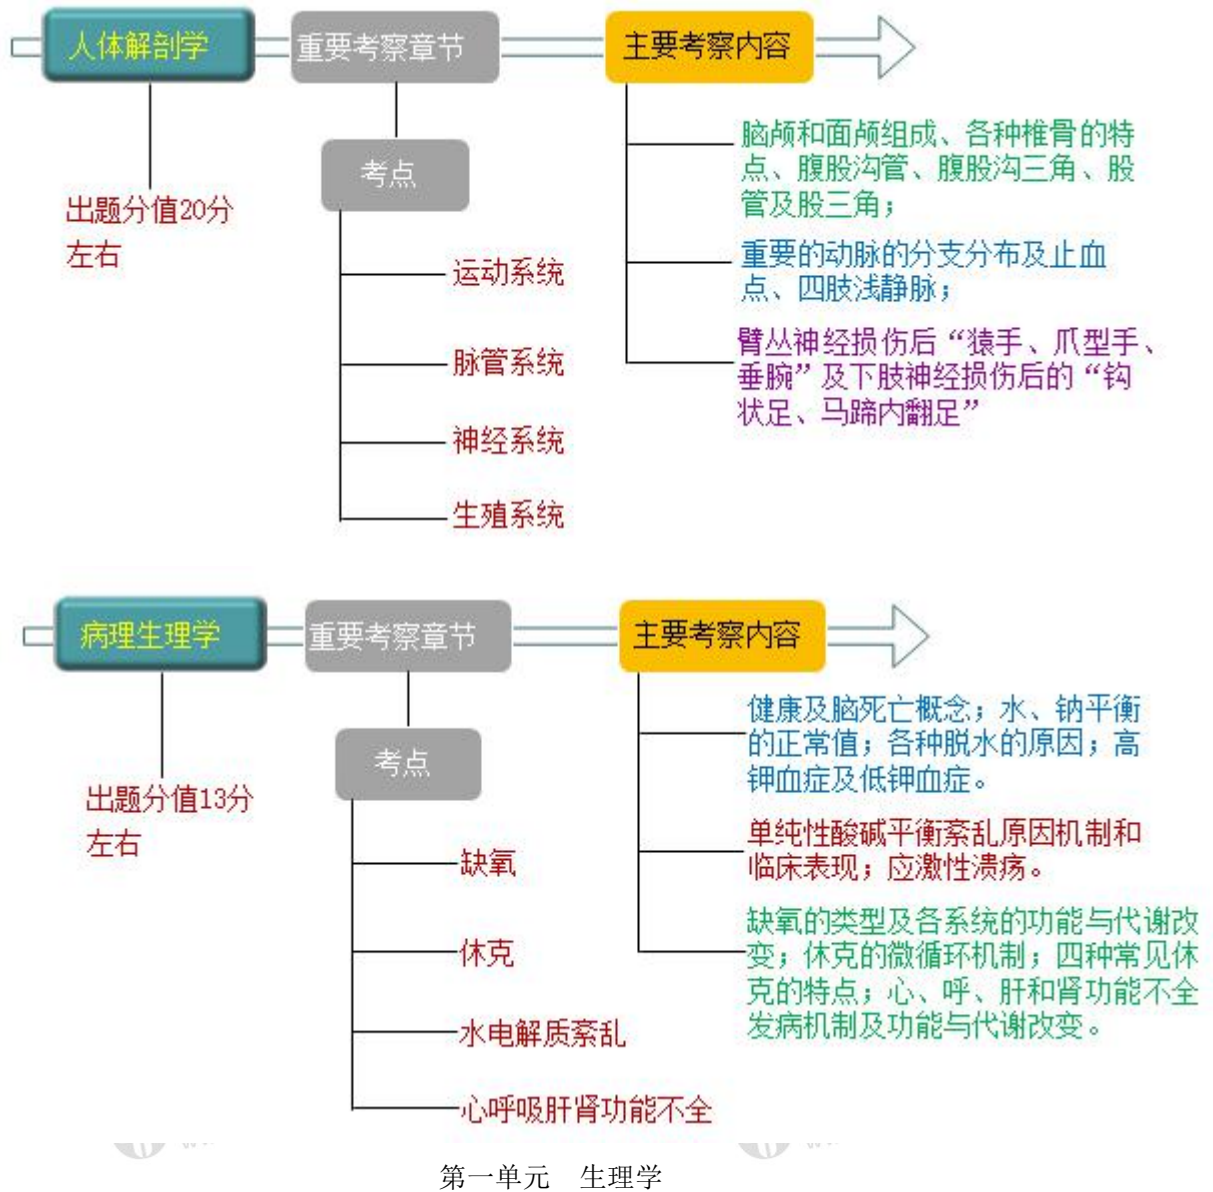 人体解剖学
重要考察章节
主要考察内容
出题分值20分
左右
考点
运动系统
脉管系统
神经系统
生殖系统
脑颅和面颅组成、各种椎骨的特
点、腹股沟管、腹股沟三角、股
管及股三角；
重要的动脉的分支分布及止血
点、四肢浅静脉；
臂丛神经损伤后“猿手、爪型手、
垂腕”及下肢神经损伤后的“钩
状足、马蹄内翻足”
病理生理学
重要考察章节
主要考察内容
出题分值13分
左右
考点
缺氧
休克
水电解质紊乱
心呼吸肝肾功能不全
健康及脑死亡概念；水、钠平衡
的正常值；各种脱水的原因；高
钾血症及低钾血症。
单纯性酸碱平衡紊乱原因机制和
临床表现；应激性溃疡。
缺氧的类型及各系统的功能与代谢改
变；休克的微循环机制；四种常见休
克的特点；心、呼、肝和肾功能不全
发病机制及功能与代谢改变。
第一单元　生理学